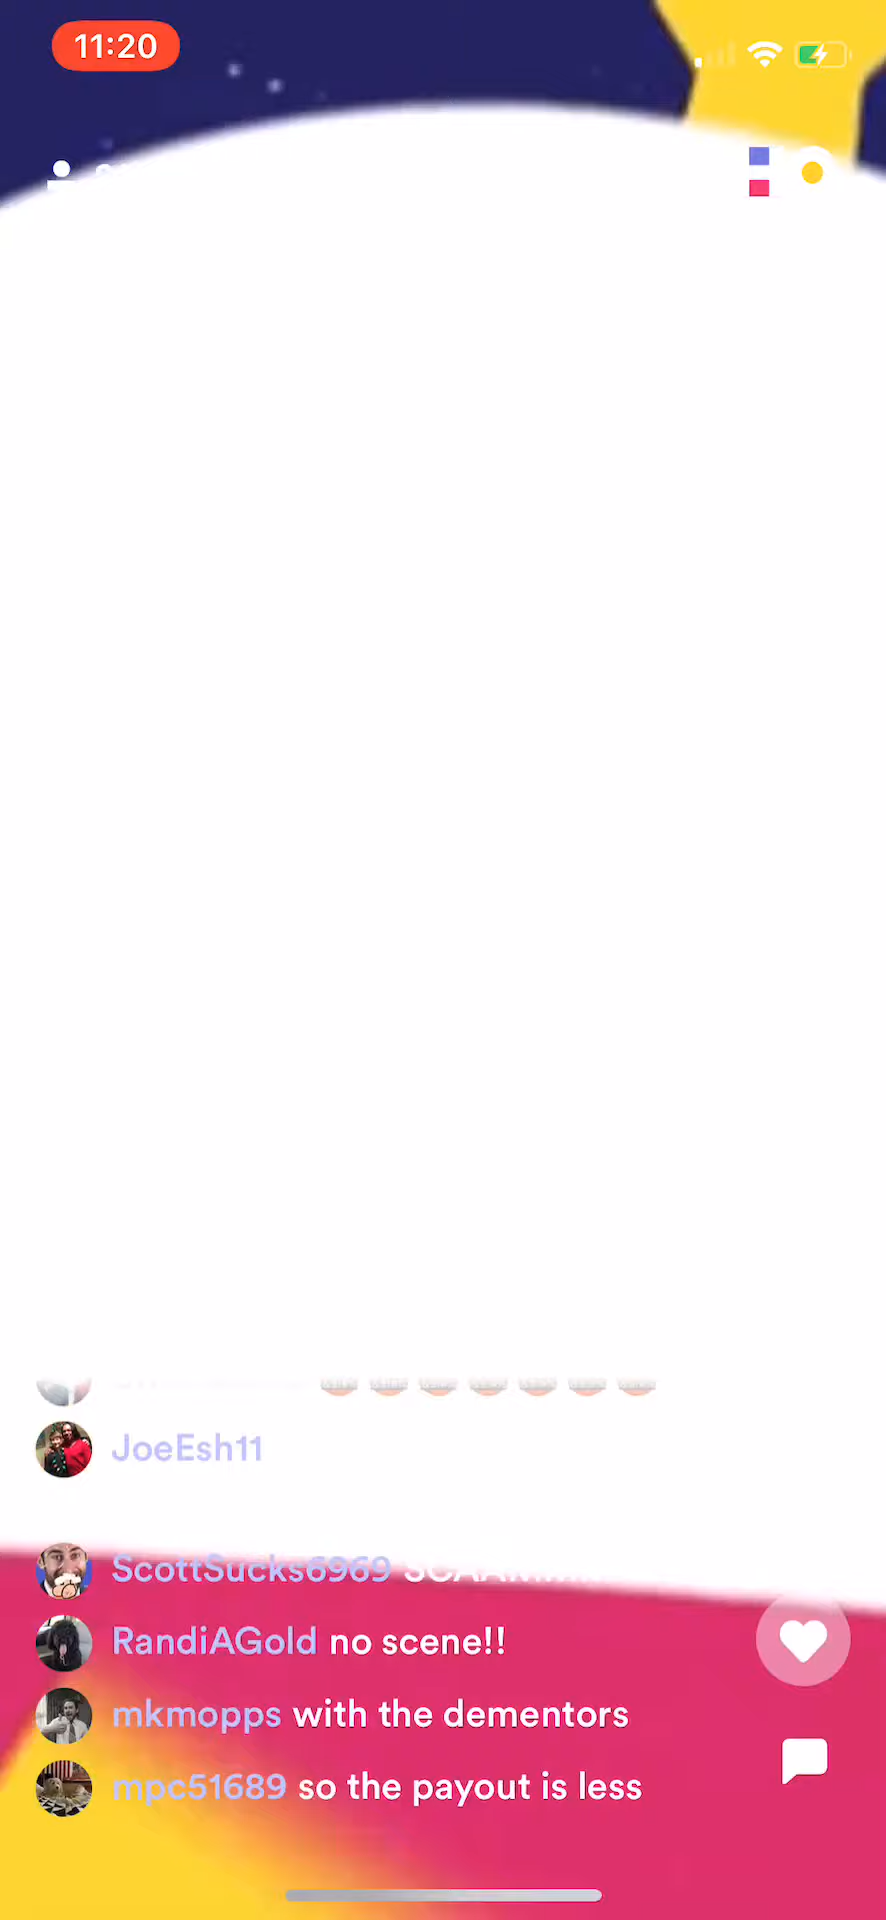 11:20
JoeEsh11
ScottSucks6969
RandiAGold no scene!!
mkmopps with the dementors
mpc51689 so the payout is less